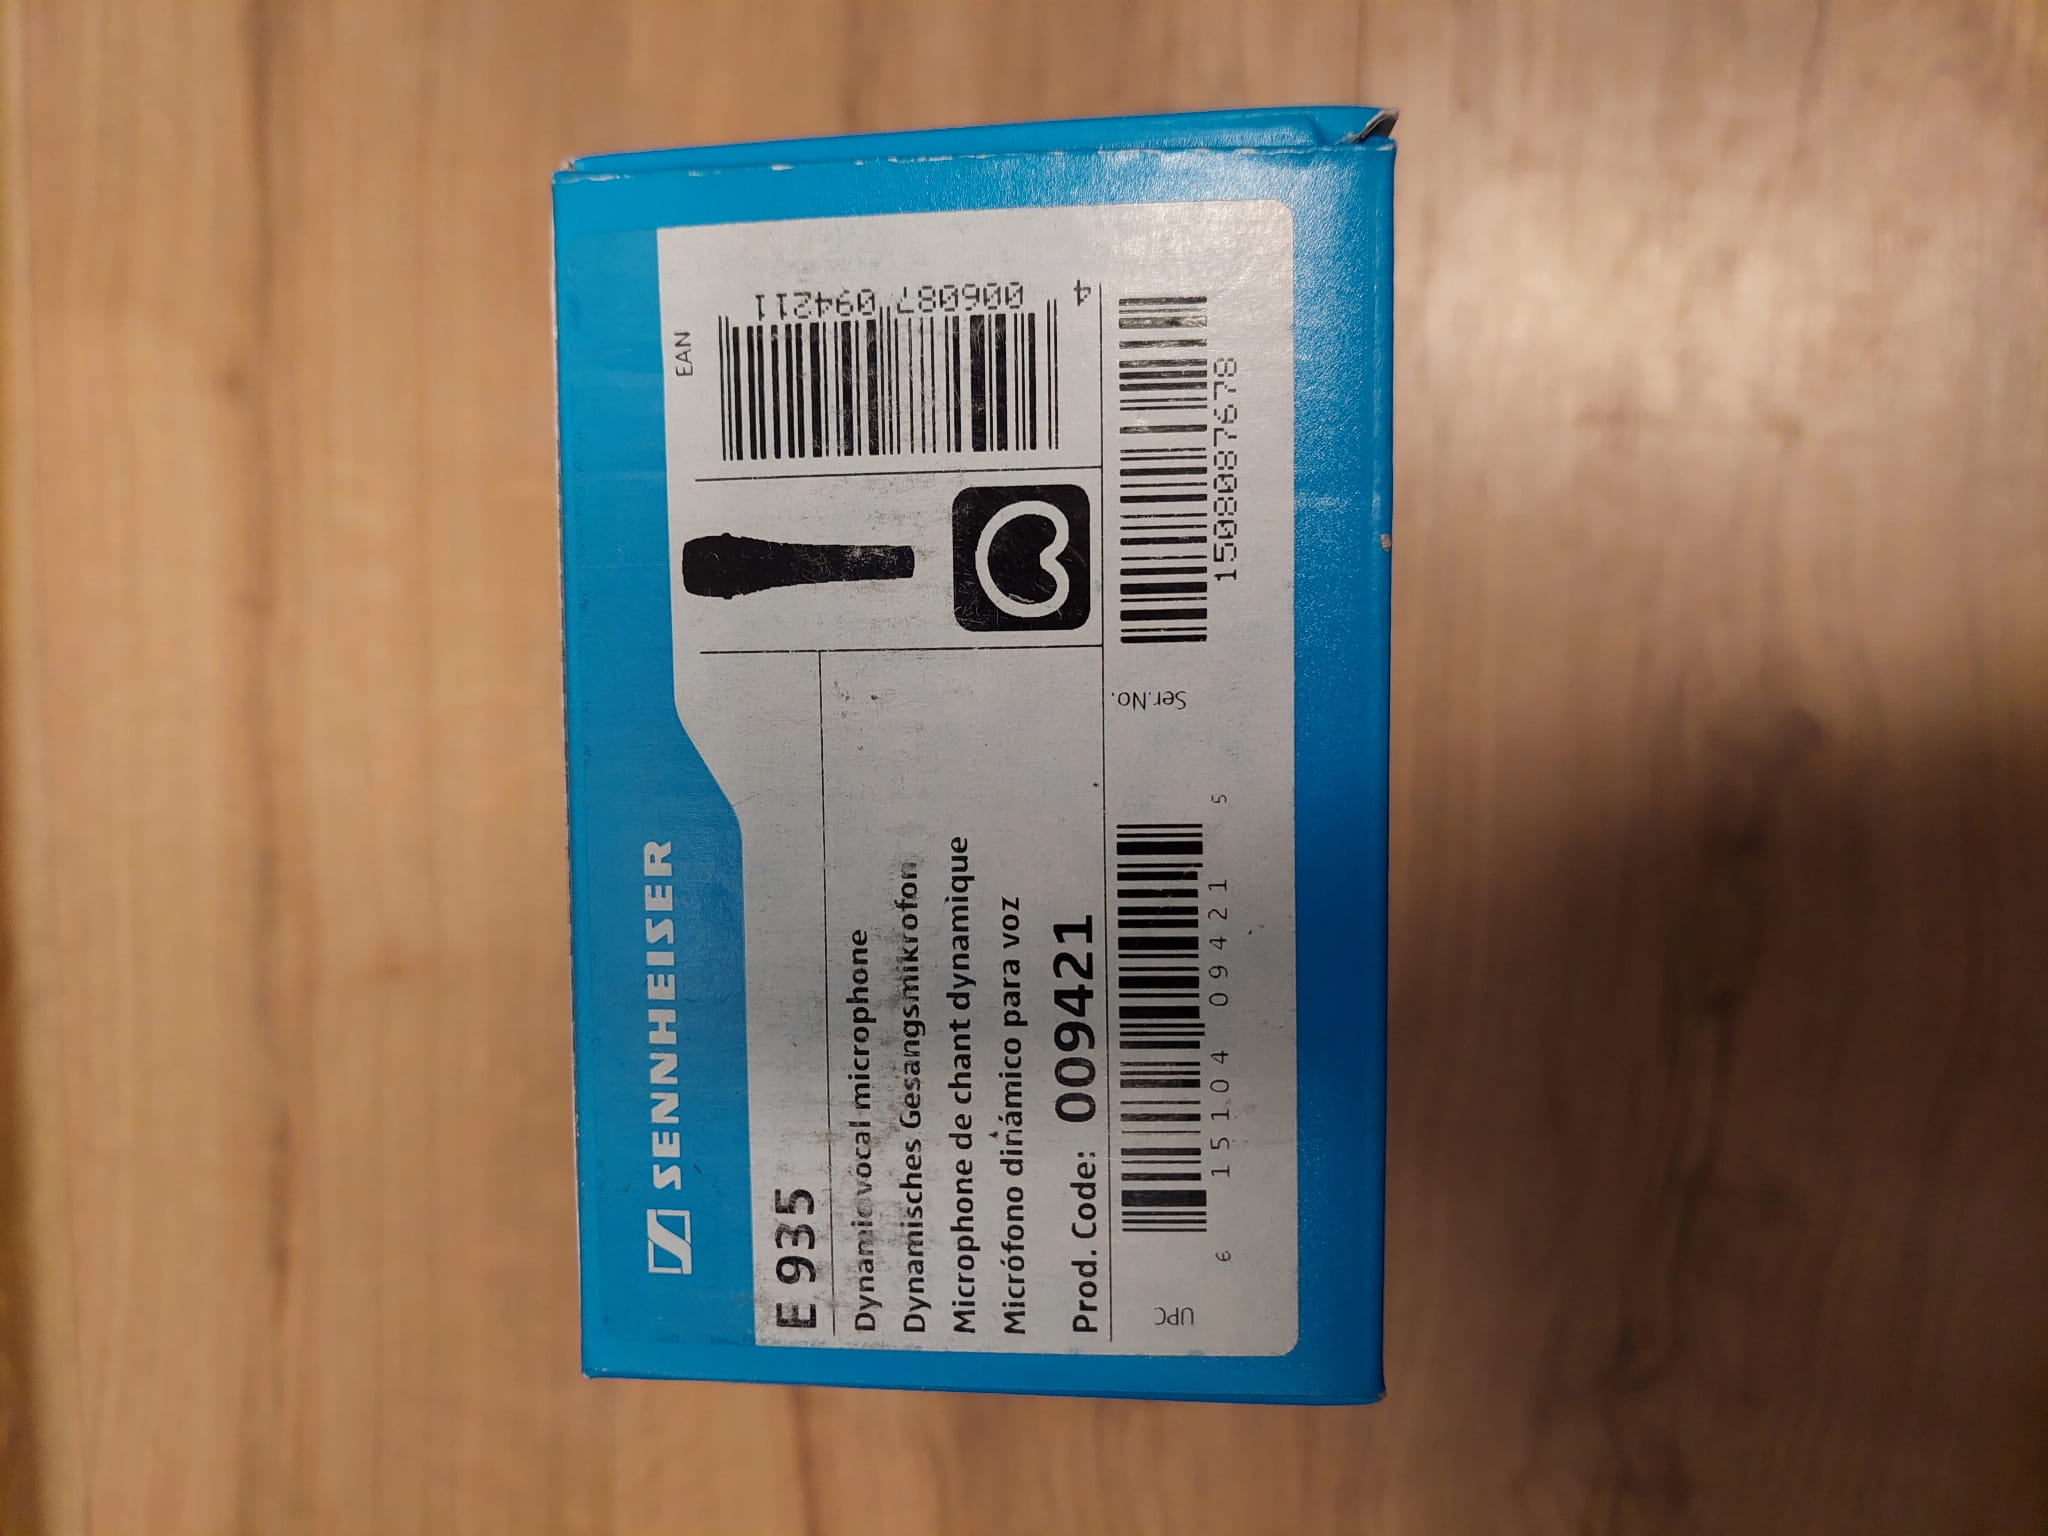 SENNHEISER
E 935
Dynamic vocal microphone
Dynamisches Gesangsmikrofon
Microphone de chant dynamique
Micrófono dinámico para voz
Prod. Code: 009421
EAN
4 006087 094211
UPC
6 15104 09421 5
Ser.No.
1508087678